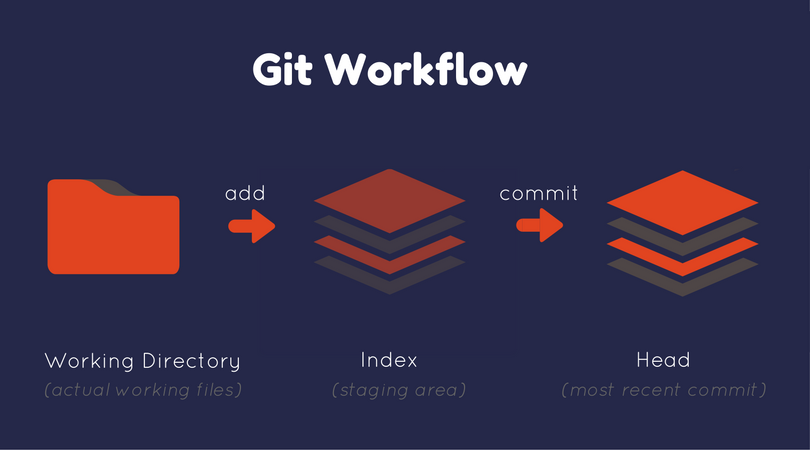 Git Workflow
add
commit
Working Directory
(actual working files)
Index
(staging area)
Head
(most recent commit)